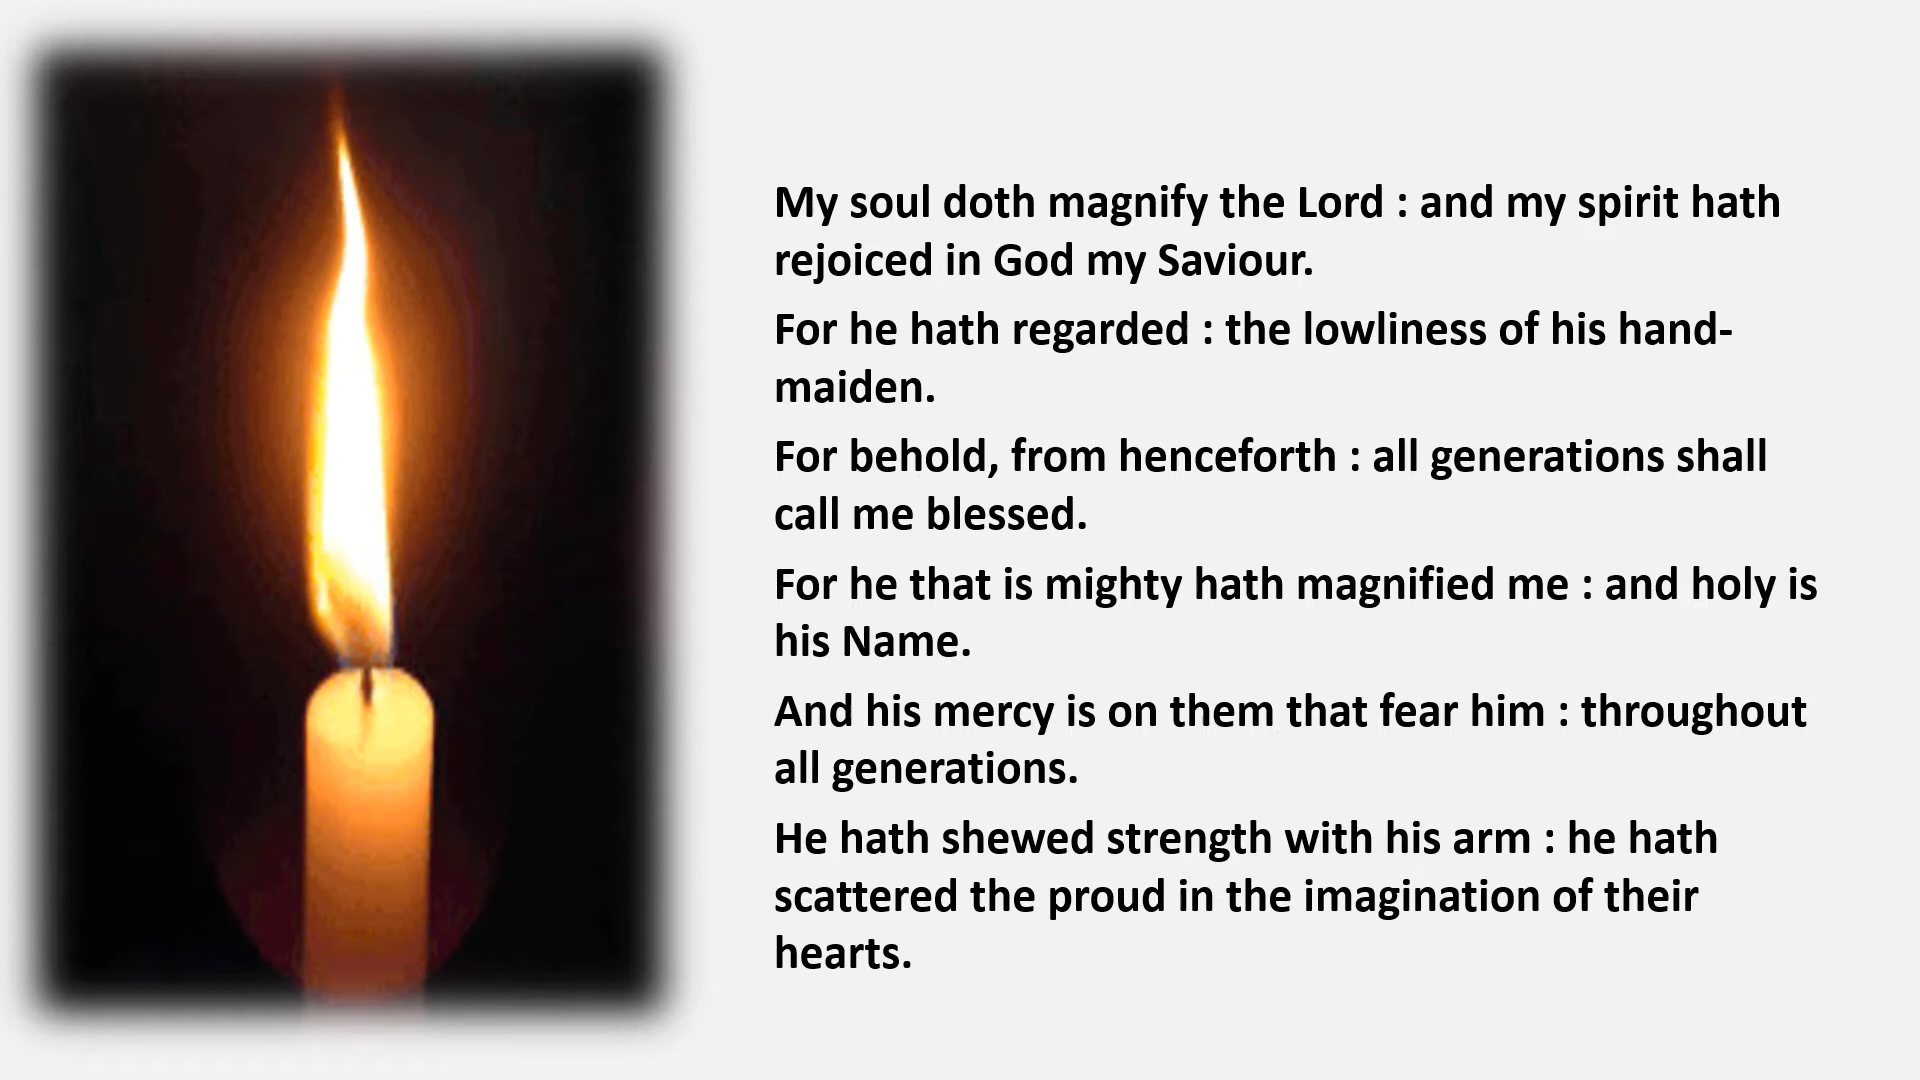 My soul doth magnify the Lord : and my spirit hath
rejoiced in God my Saviour.
For he hath regarded : the lowliness of his hand-
maiden.
For behold, from henceforth : all generations shall
call me blessed.
For he that is mighty hath magnified me : and holy is
his Name.
And his mercy is on them that fear him : throughout
all generations.
He hath shewed strength with his arm : he hath
scattered the proud in the imagination of their
hearts.